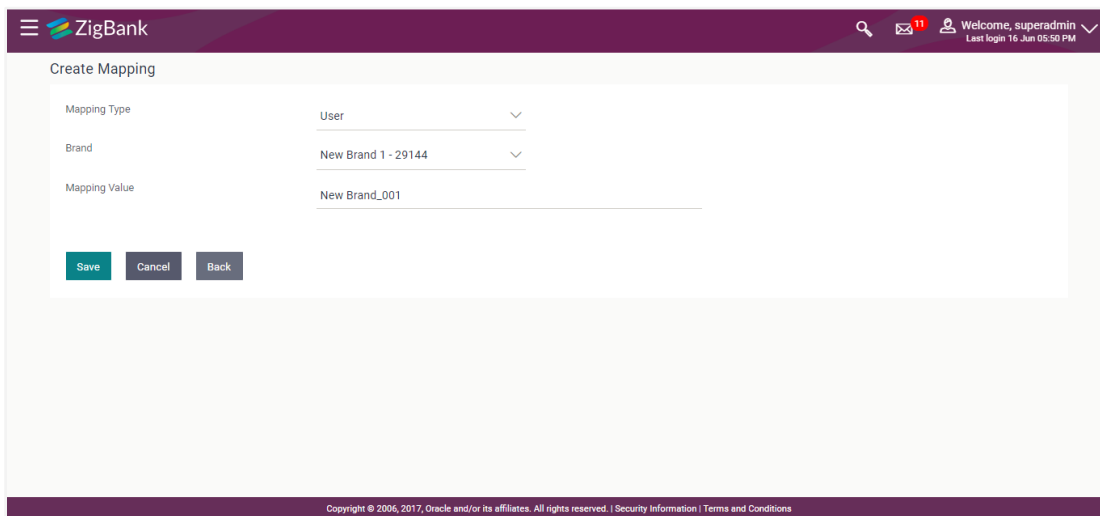 ZigBank
11
Welcome, superadmin
Last login 16 Jun 05:50 PM
Create Mapping
Mapping Type
User
Brand
New Brand 1 - 29144
Mapping Value
New Brand_001
Save Cancel Back
Copyright © 2006, 2017, Oracle and/or its affiliates. All rights reserved. | Security Information | Terms and Conditions